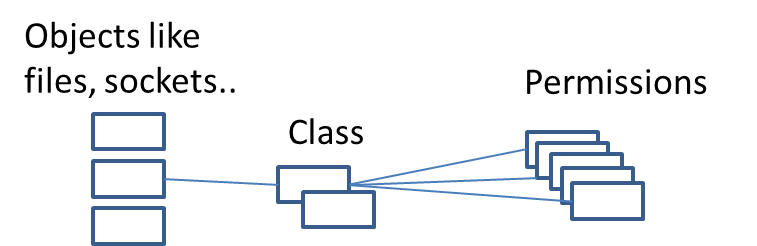 Objects like
files, sockets..
Class
Permissions